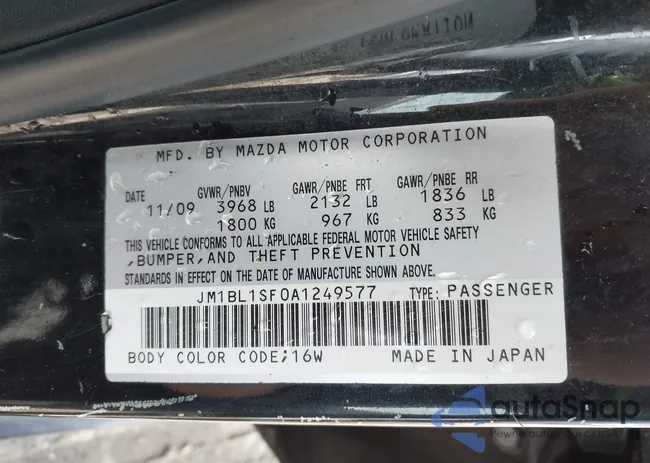 MFD. BY MAZDA MOTOR CORPORATION
DATE GVWR/PNBV GAWR/PNBE FRT GAWR/PNBE RR
11/09 3968 LB 2132 LB 1836 LB
1800 KG 967 KG 833 KG
THIS VEHICLE CONFORMS TO ALL APPLICABLE FEDERAL MOTOR VEHICLE SAFETY
,BUMPER,AND THEFT PREVENTION
STANDARDS IN EFFECT ON THE DATE OF MANUFACTURE SHOWN ABOVE.
JM1BL1SF0A1249577 TYPE: PASSENGER
BODY COLOR CODE;16W MADE IN JAPAN
autoSnap